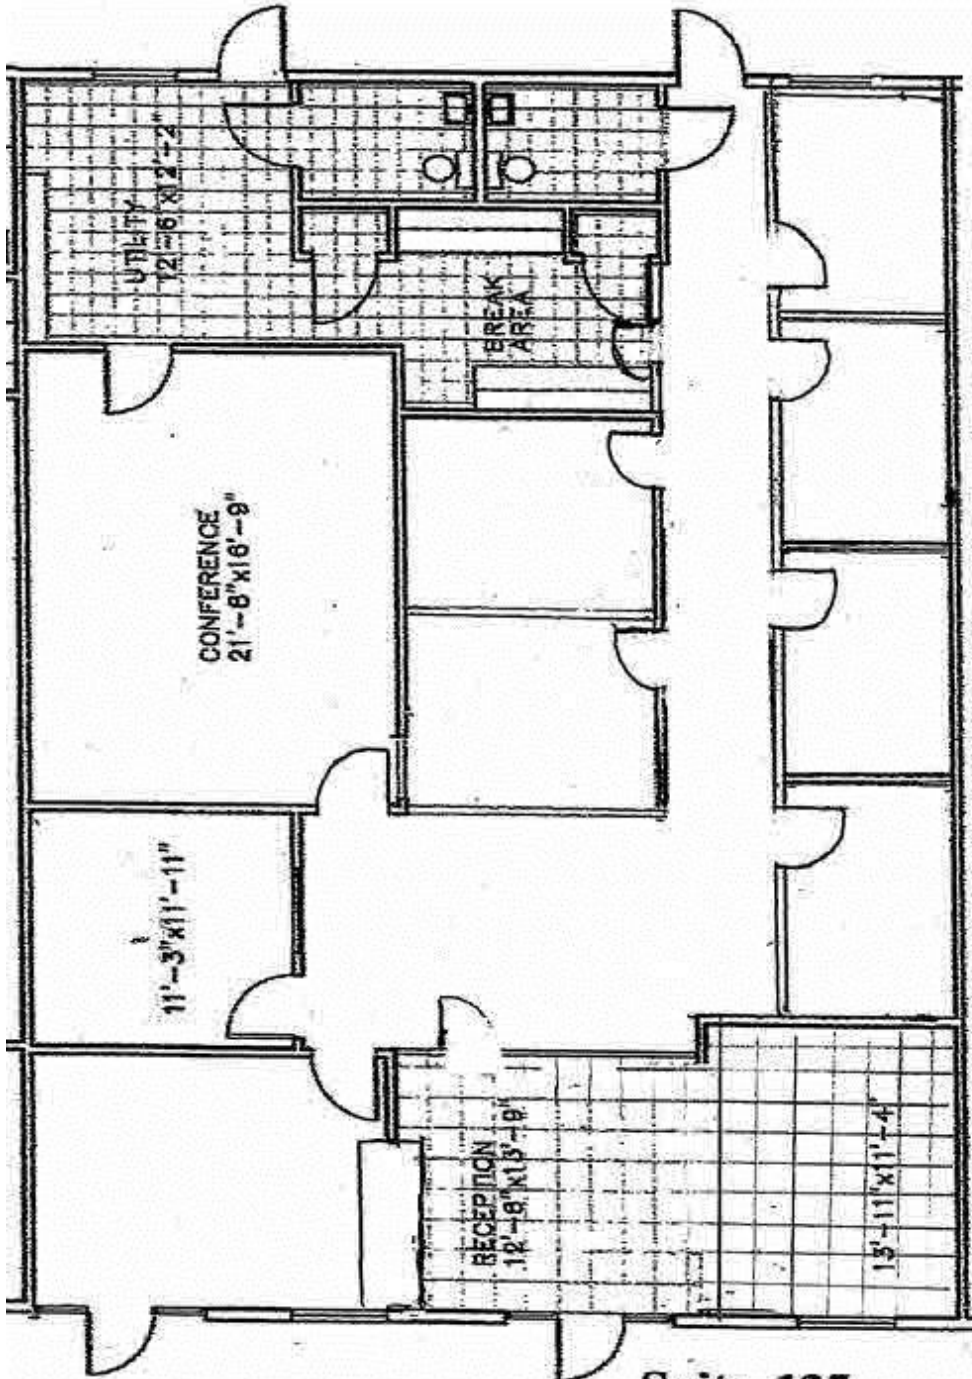 UTILITY
12'-6"x12'-2"
BREAK
AREA
CONFERENCE
21'-8"x16'-9"
11'-3"x11'-11"
RECEPTION
12'-8"x13'-9"
13'-11"x11'-4"
Suite